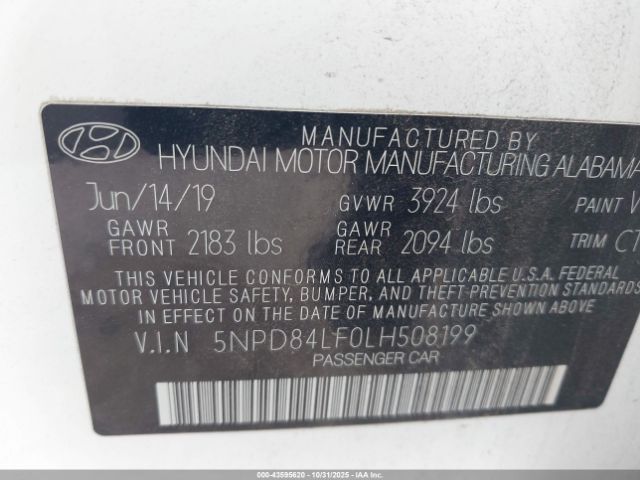 MANUFACTURED BY
HYUNDAI MOTOR MANUFACTURING ALABAMA
Jun/14/19 GVWR 3924 lbs PAINT
GAWR FRONT 2183 lbs GAWR REAR 2094 lbs TRIM CT
THIS VEHICLE CONFORMS TO ALL APPLICABLE U.S.A. FEDERAL
MOTOR VEHICLE SAFETY, BUMPER, AND THEFT PREVENTION STANDARDS
IN EFFECT ON THE DATE OF MANUFACTURE SHOWN ABOVE.
V.I.N 5NPD84LF0LH508199
PASSENGER CAR
000-43595620 • 10/31/2025 •